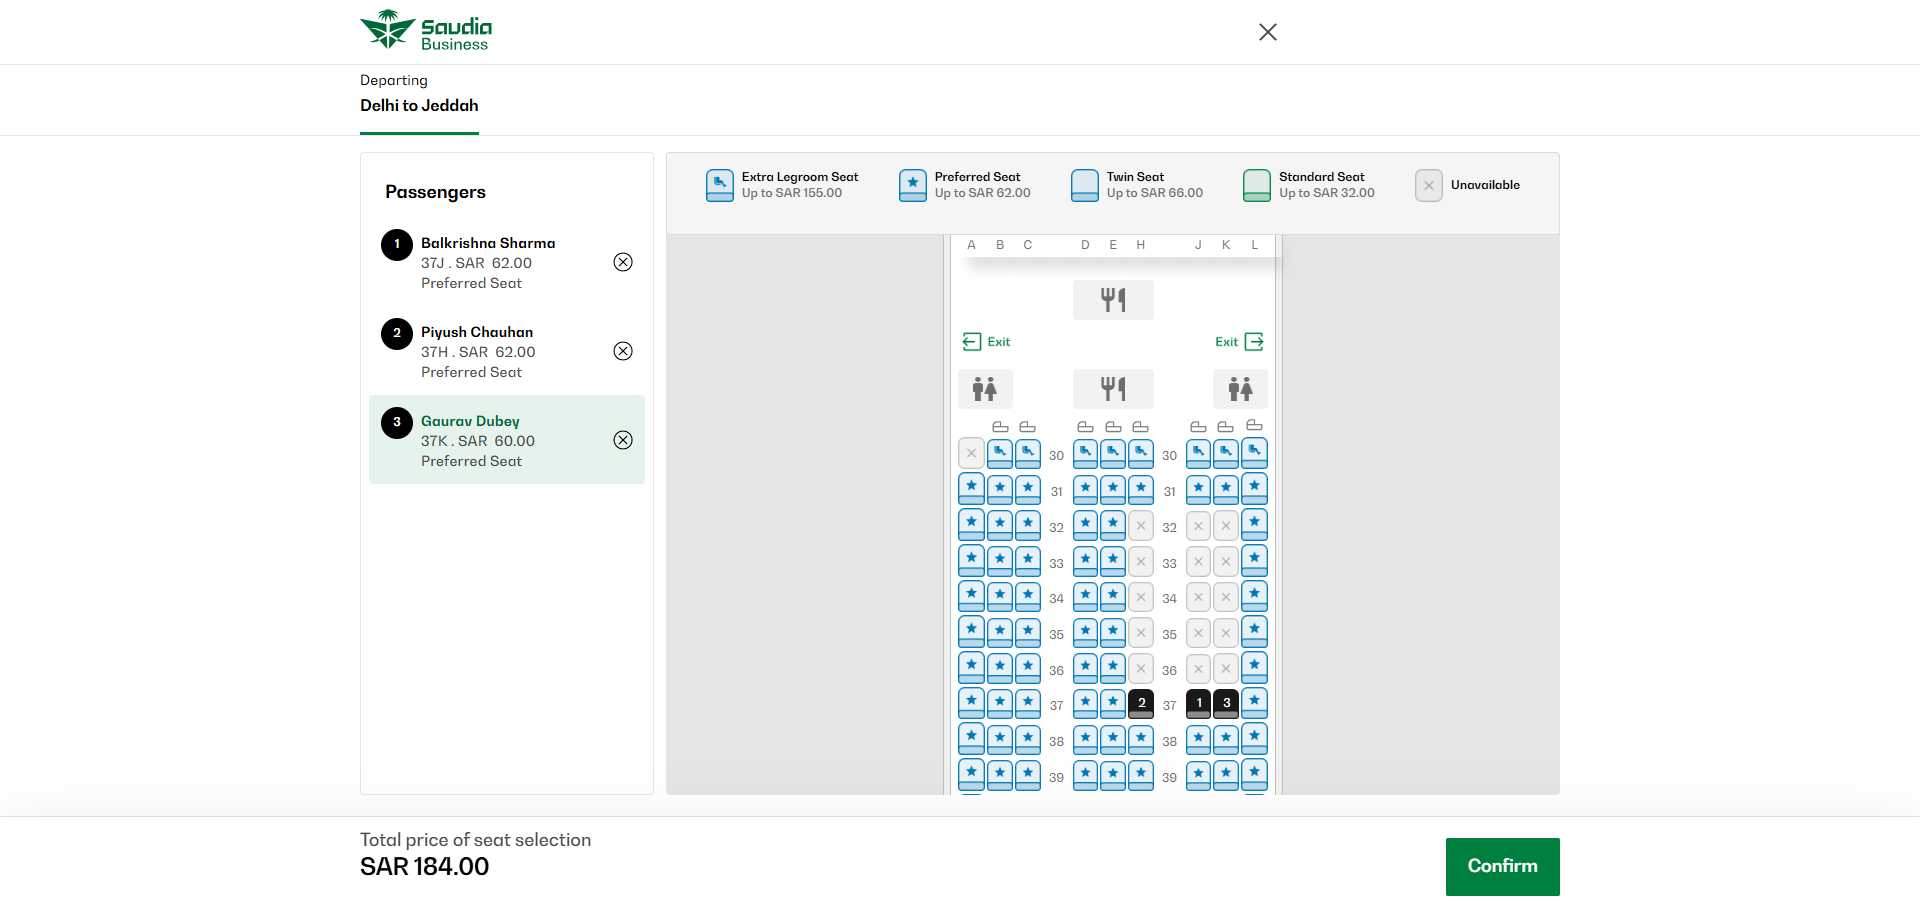 Saudia
Business
Departing
Delhi to Jeddah
Passengers
1
Balkrishna Sharma
37J . SAR 62.00
Preferred Seat
2
Piyush Chauhan
37H . SAR 62.00
Preferred Seat
3
Gaurav Dubey
37K . SAR 60.00
Preferred Seat
Extra Legroom Seat
Up to SAR 155.00
Preferred Seat
Up to SAR 62.00
Twin Seat
Up to SAR 66.00
Standard Seat
Up to SAR 32.00
Unavailable
A B C D E H J K L
Exit Exit
30 30
31 31
32 32
33 33
34 34
35 35
36 36
37 2 37 1 3
38 38
39 39
Total price of seat selection
SAR 184.00
Confirm